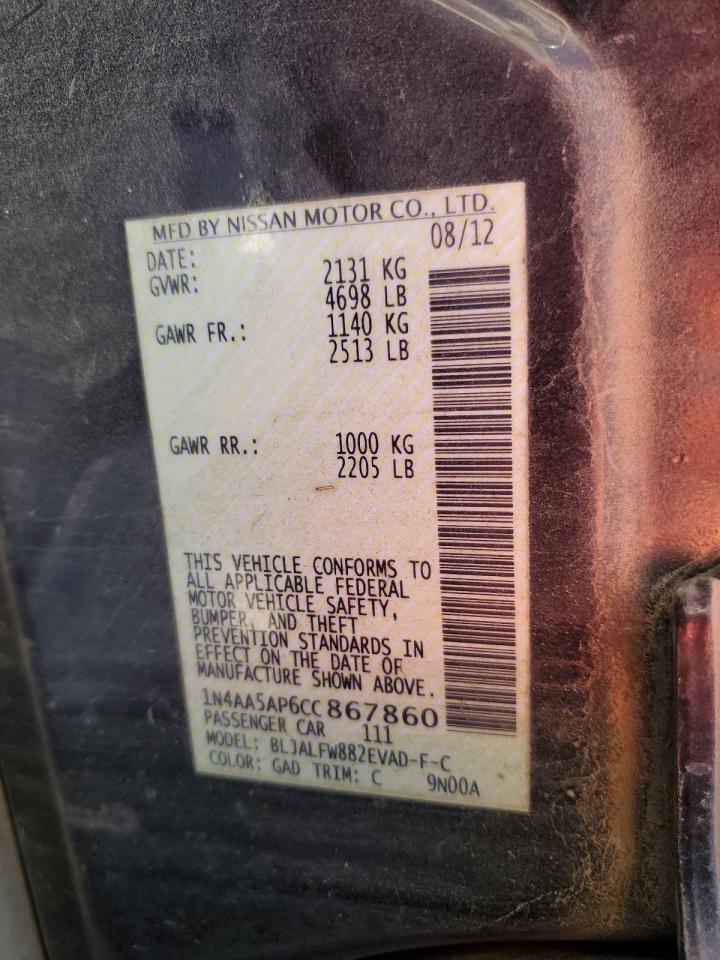 MFD BY NISSAN MOTOR CO., LTD.
DATE: 08/12
GVWR: 2131 KG
4698 LB
GAWR FR.: 1140 KG
2513 LB
GAWR RR.: 1000 KG
2205 LB
THIS VEHICLE CONFORMS TO
ALL APPLICABLE FEDERAL
MOTOR VEHICLE SAFETY,
BUMPER, AND THEFT
PREVENTION STANDARDS IN
EFFECT ON THE DATE OF
MANUFACTURE SHOWN ABOVE.
1N4AA5AP6CC867860
PASSENGER CAR 111
MODEL: BLJALFW882EVAD-F-C
COLOR: GAD TRIM: C 9N00A